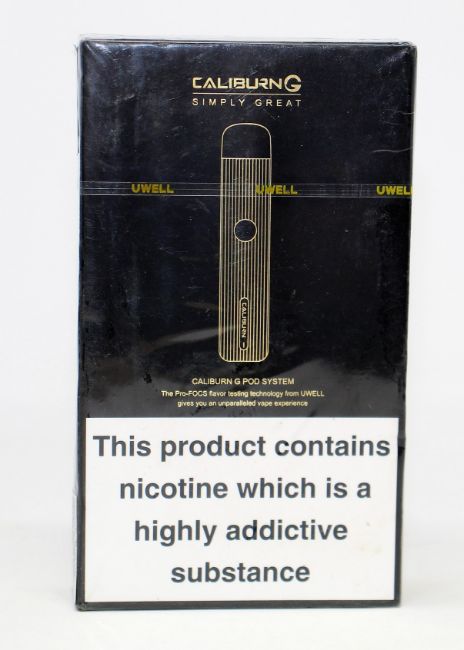 CALIBURN G
SIMPLY GREAT
UWELL UWELL UWELL
CALIBURN
CALIBURN G POD SYSTEM
The Pro-FOCS flavor testing technology from UWELL
gives you an unparalleled vape experience
This product contains
nicotine which is a
highly addictive
substance